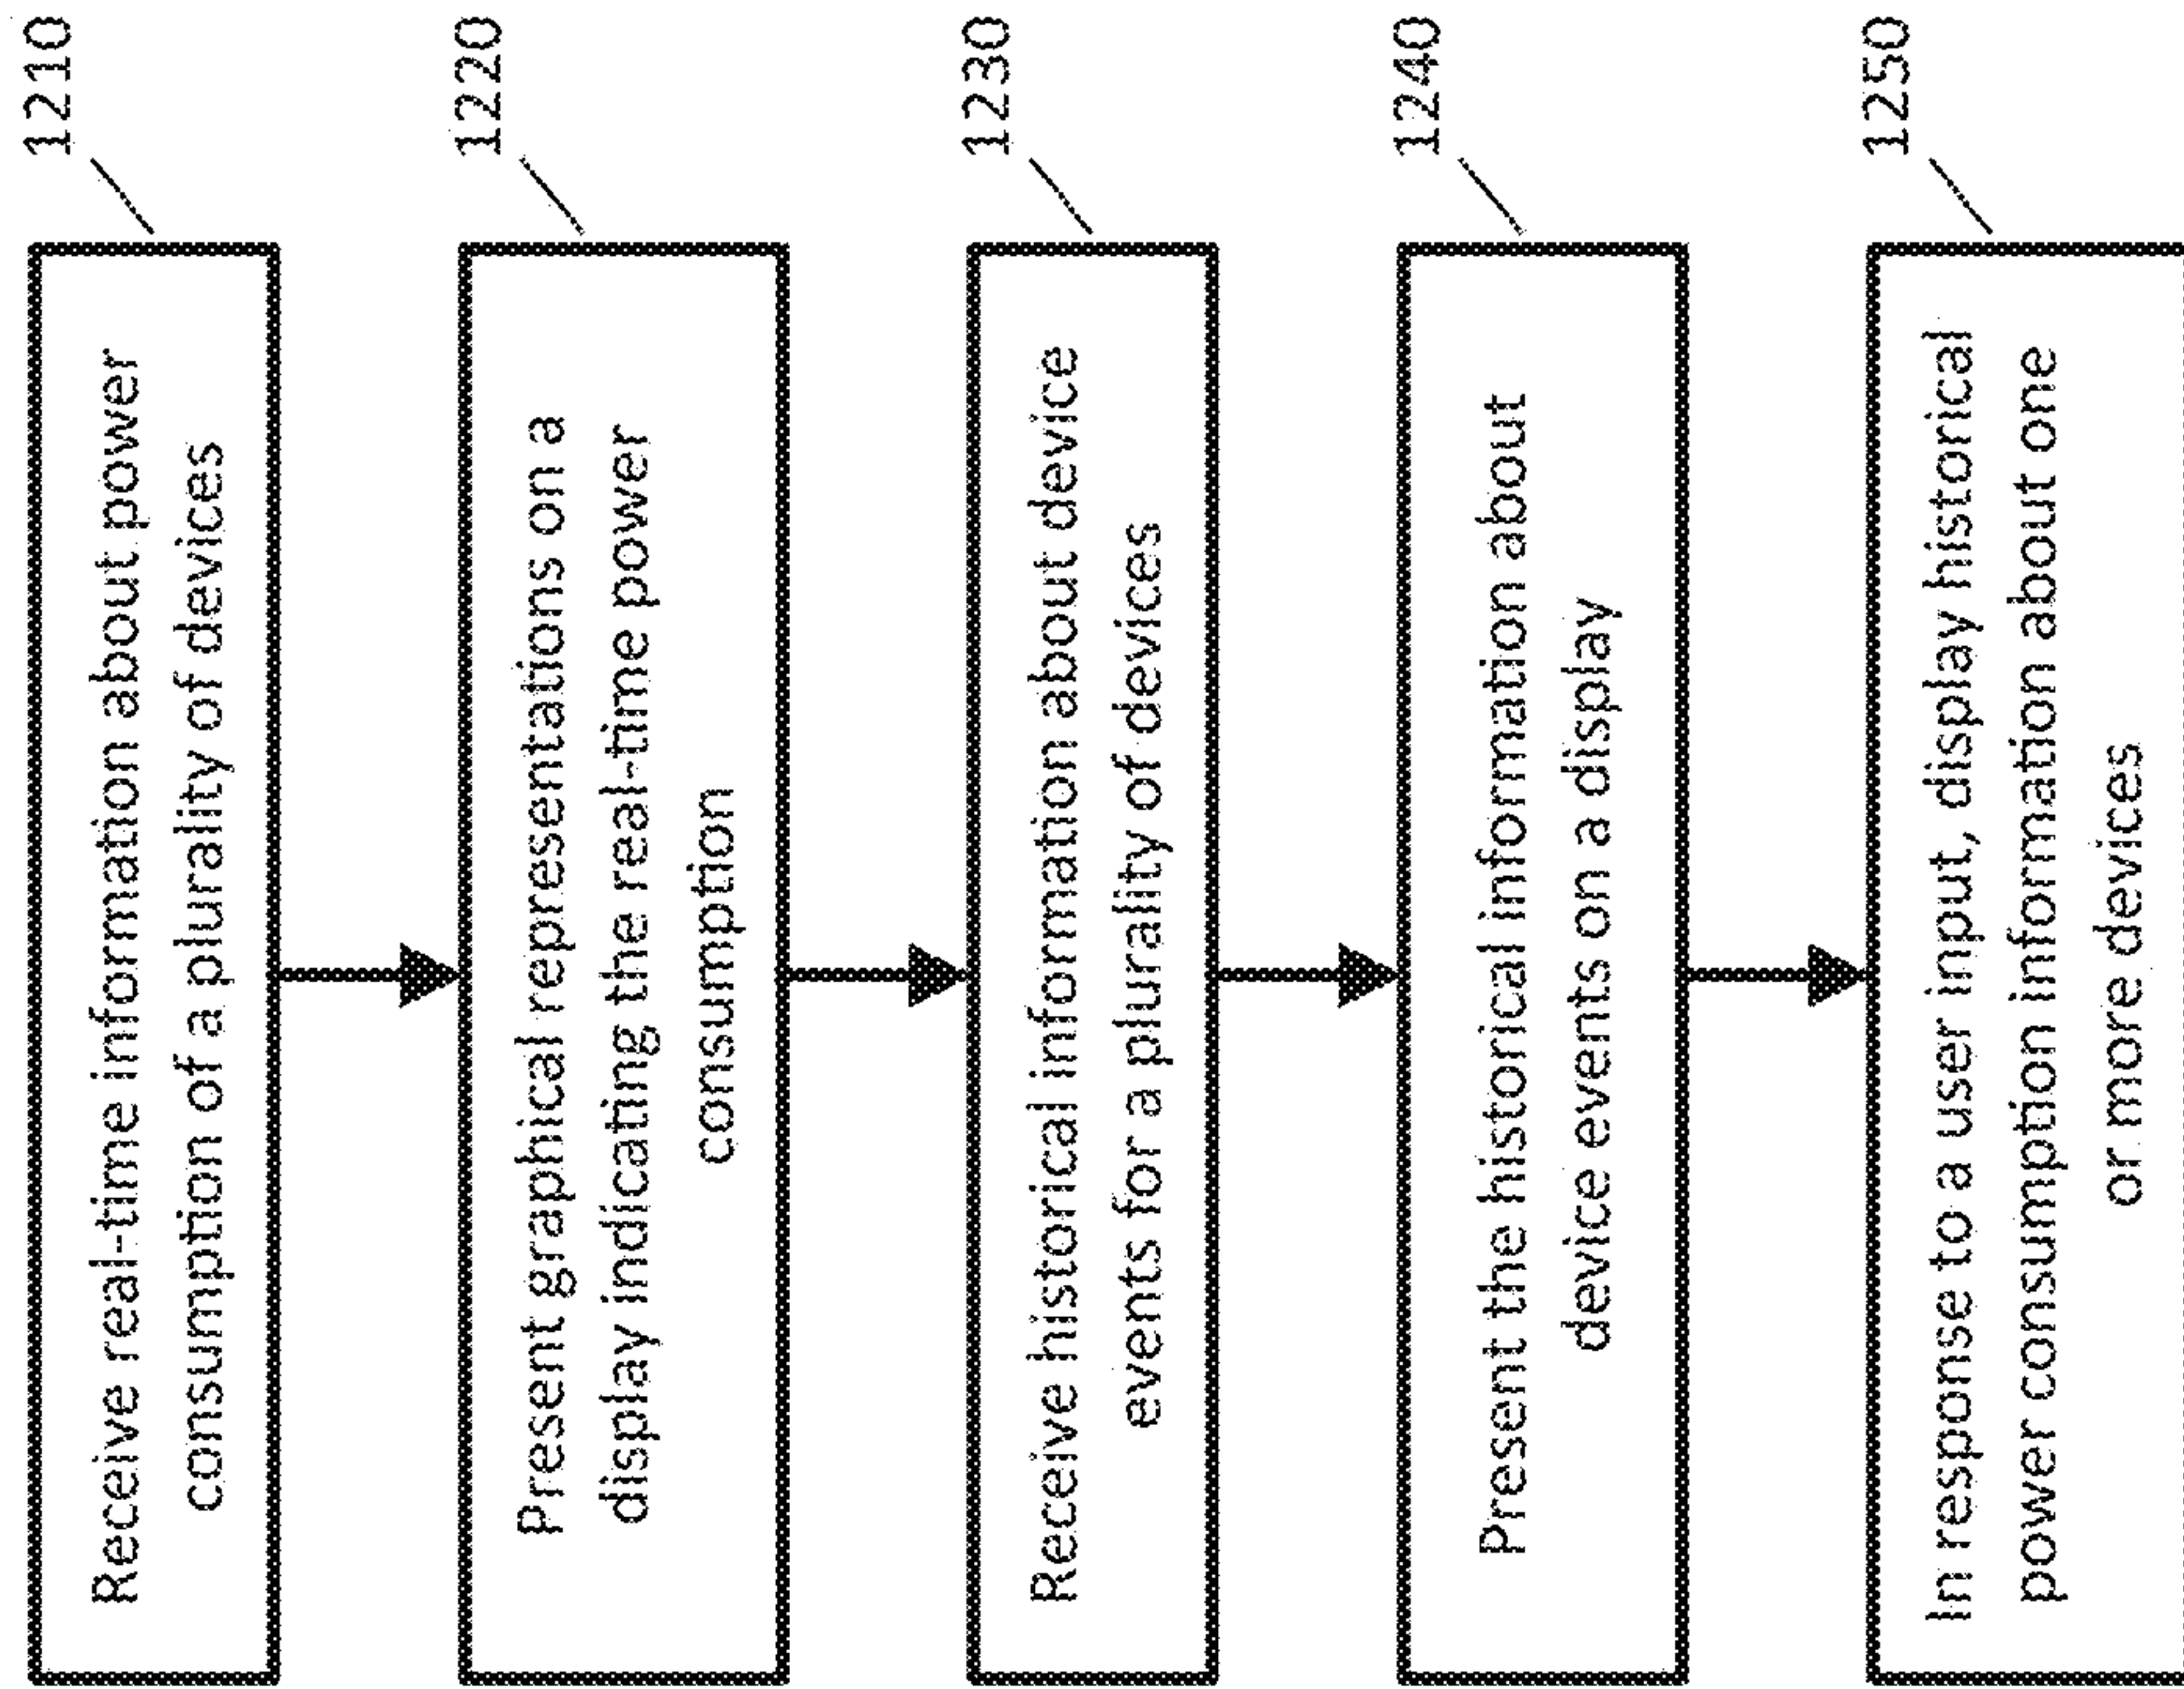 1210
Receive real-time information about power
consumption of a plurality of devices
1220
Present graphical representations on a
display indicating the real-time power
consumption
1230
Receive historical information about device
events for a plurality of devices
1240
Present the historical information about
device events on a display
1250
In response to a user input, display historical
power consumption information about one
or more devices